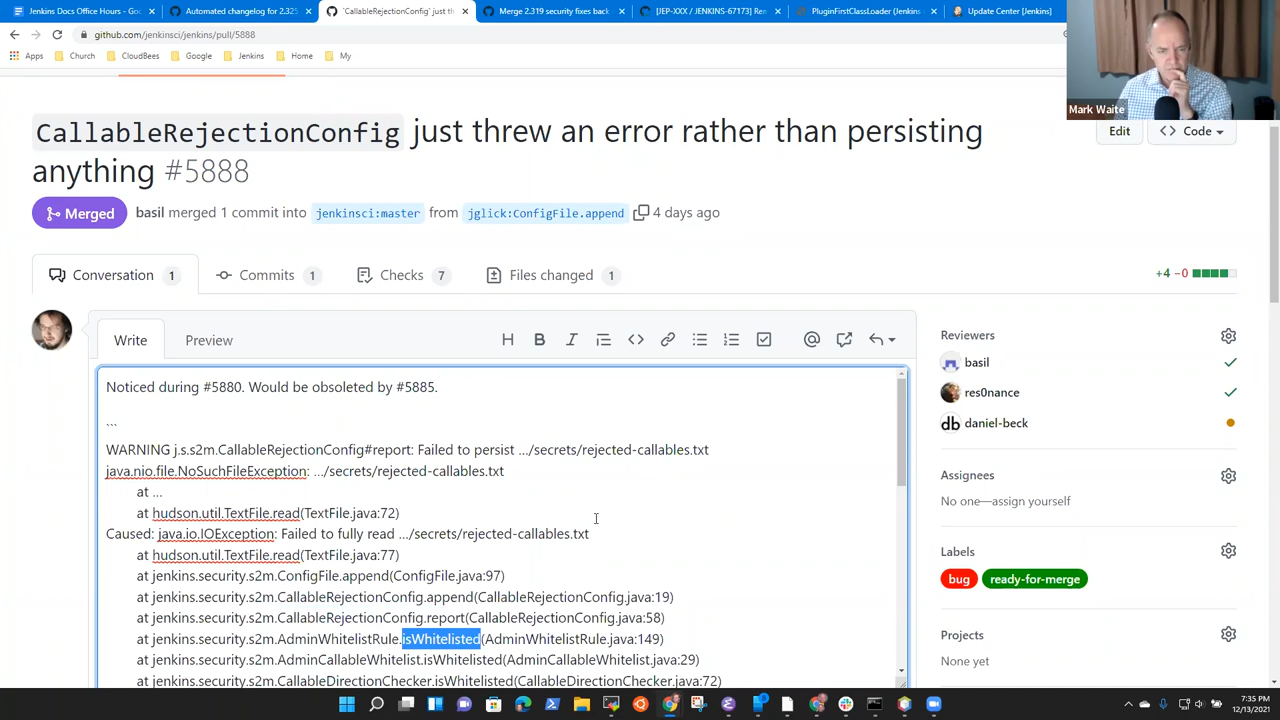 Jenkins Docs Office Hours - Goo
Automated changelog for 2.325
`CallableRejectionConfig` just th
Merge 2.319 security fixes back
[JEP-XXX / JENKINS-67173] Ren
PluginFirstClassLoader (Jenkins
Update Center [Jenkins]
github.com/jenkinsci/jenkins/pull/5888
Apps Church CloudBees Google Jenkins Home My
Mark Waite
CallableRejectionConfig just threw an error rather than persisting
anything #5888
Edit
Code
Merged
basil merged 1 commit into jenkinsci:master from jglick:ConfigFile.append 4 days ago
Conversation 1
Commits 1
Checks 7
Files changed 1
+4 −0
Write
Preview
Noticed during #5880. Would be obsoleted by #5885.
```
WARNING j.s.s2m.CallableRejectionConfig#report: Failed to persist .../secrets/rejected-callables.txt
java.nio.file.NoSuchFileException: .../secrets/rejected-callables.txt
at ...
at hudson.util.TextFile.read(TextFile.java:72)
Caused: java.io.IOException: Failed to fully read .../secrets/rejected-callables.txt
at hudson.util.TextFile.read(TextFile.java:77)
at jenkins.security.s2m.ConfigFile.append(ConfigFile.java:97)
at jenkins.security.s2m.CallableRejectionConfig.append(CallableRejectionConfig.java:19)
at jenkins.security.s2m.CallableRejectionConfig.report(CallableRejectionConfig.java:58)
at jenkins.security.s2m.AdminWhitelistRule.isWhitelisted(AdminWhitelistRule.java:149)
at jenkins.security.s2m.AdminCallableWhitelist.isWhitelisted(AdminCallableWhitelist.java:29)
at jenkins.security.s2m.CallableDirectionChecker.isWhitelisted(CallableDirectionChecker.java:72)
Reviewers
basil
res0nance
db daniel-beck
Assignees
No one—assign yourself
Labels
bug
ready-for-merge
Projects
None yet
7:35 PM
12/13/2021